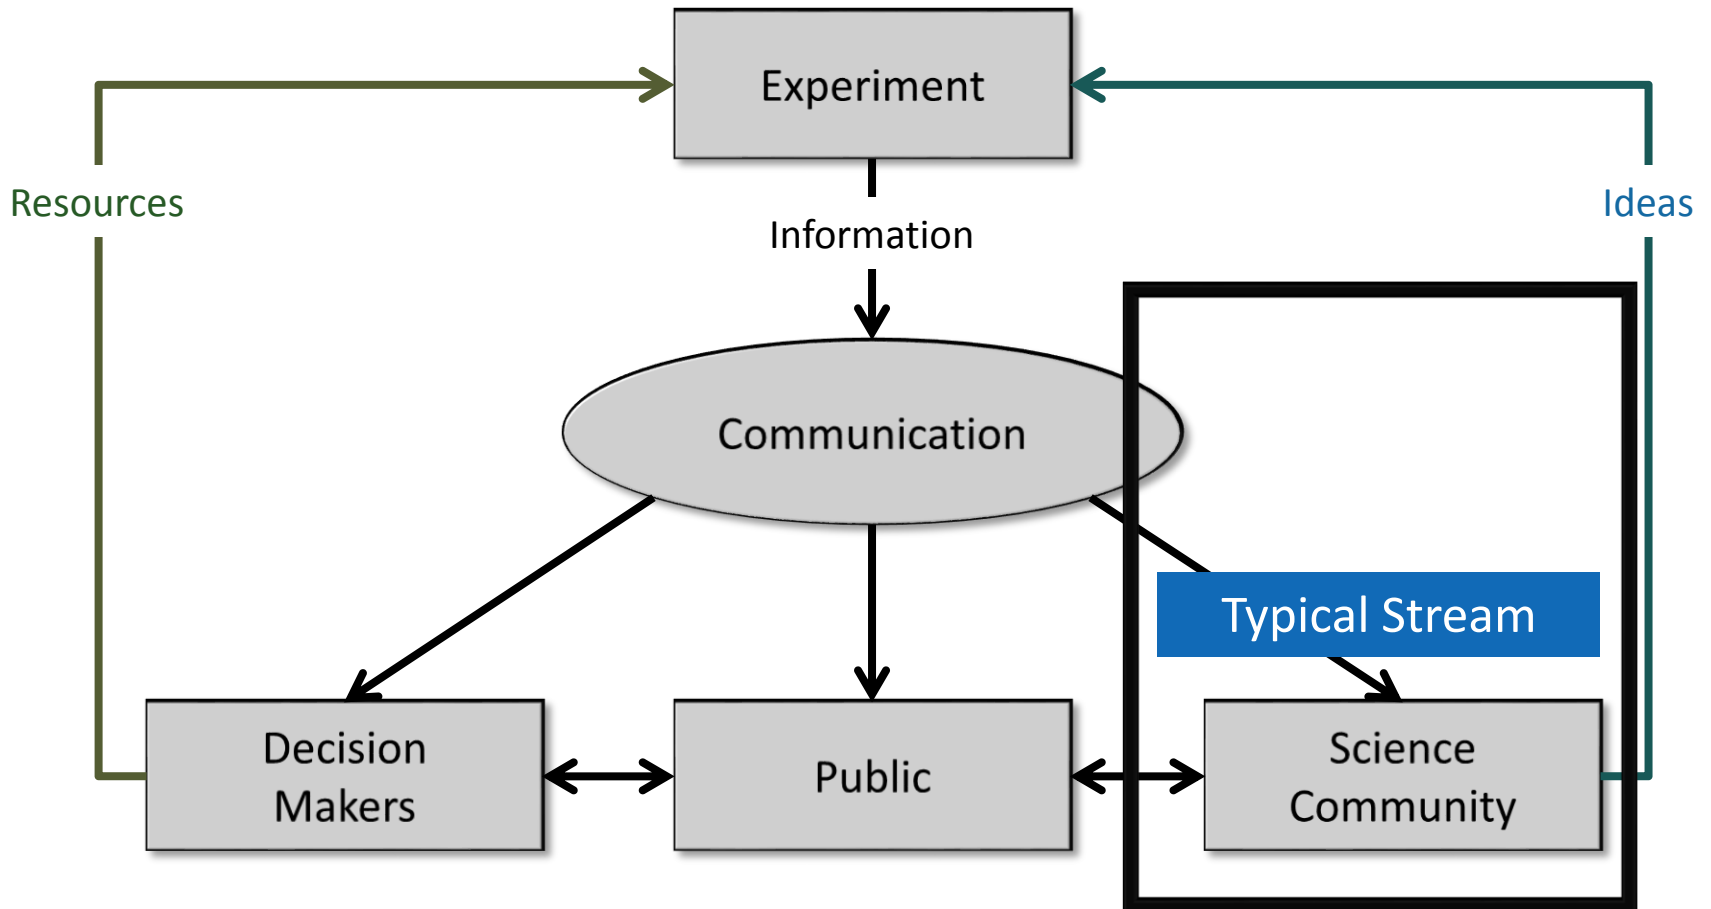 Experiment
Resources
Ideas
Information
Communication
Typical Stream
Decision
Makers
Public
Science
Community